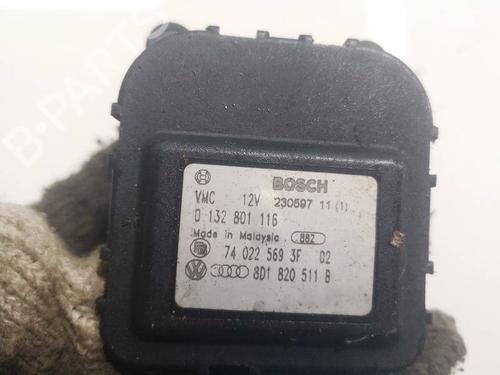 B-PARTS
BOSCH
VMC 12V 230597 11 (1)
0 132 801 116
Made in Malaysia 882
74 022 569 3F 02
8D1 820 511 B